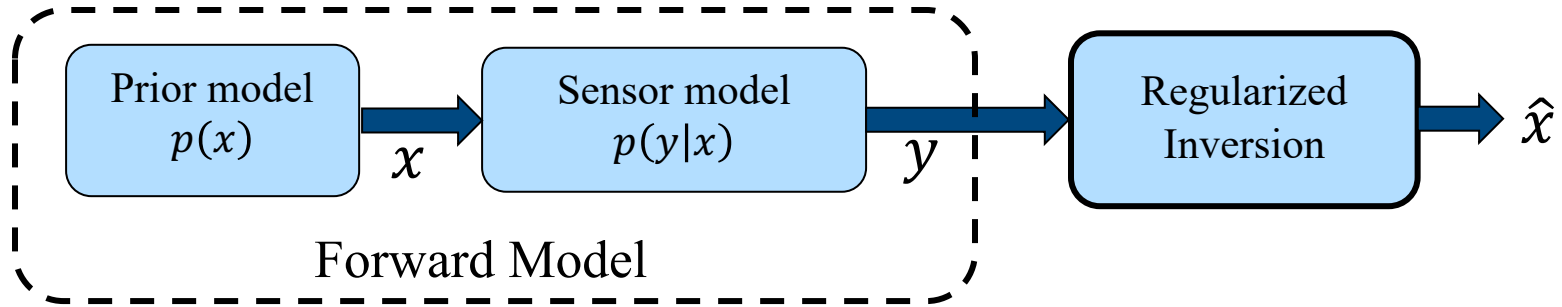 Prior model
p(x)
x
Sensor model
p(y|x)
y
Regularized
Inversion
x̂
Forward Model